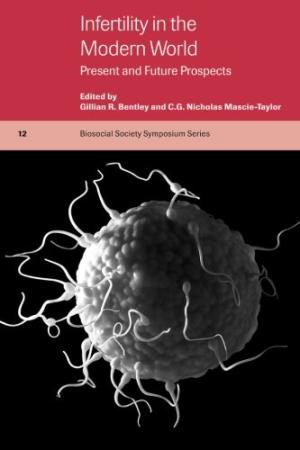 Infertility in the
Modern World
Present and Future Prospects
Edited by
Gillian R. Bentley and C.G. Nicholas Mascie-Taylor
12
Biosocial Society Symposium Series